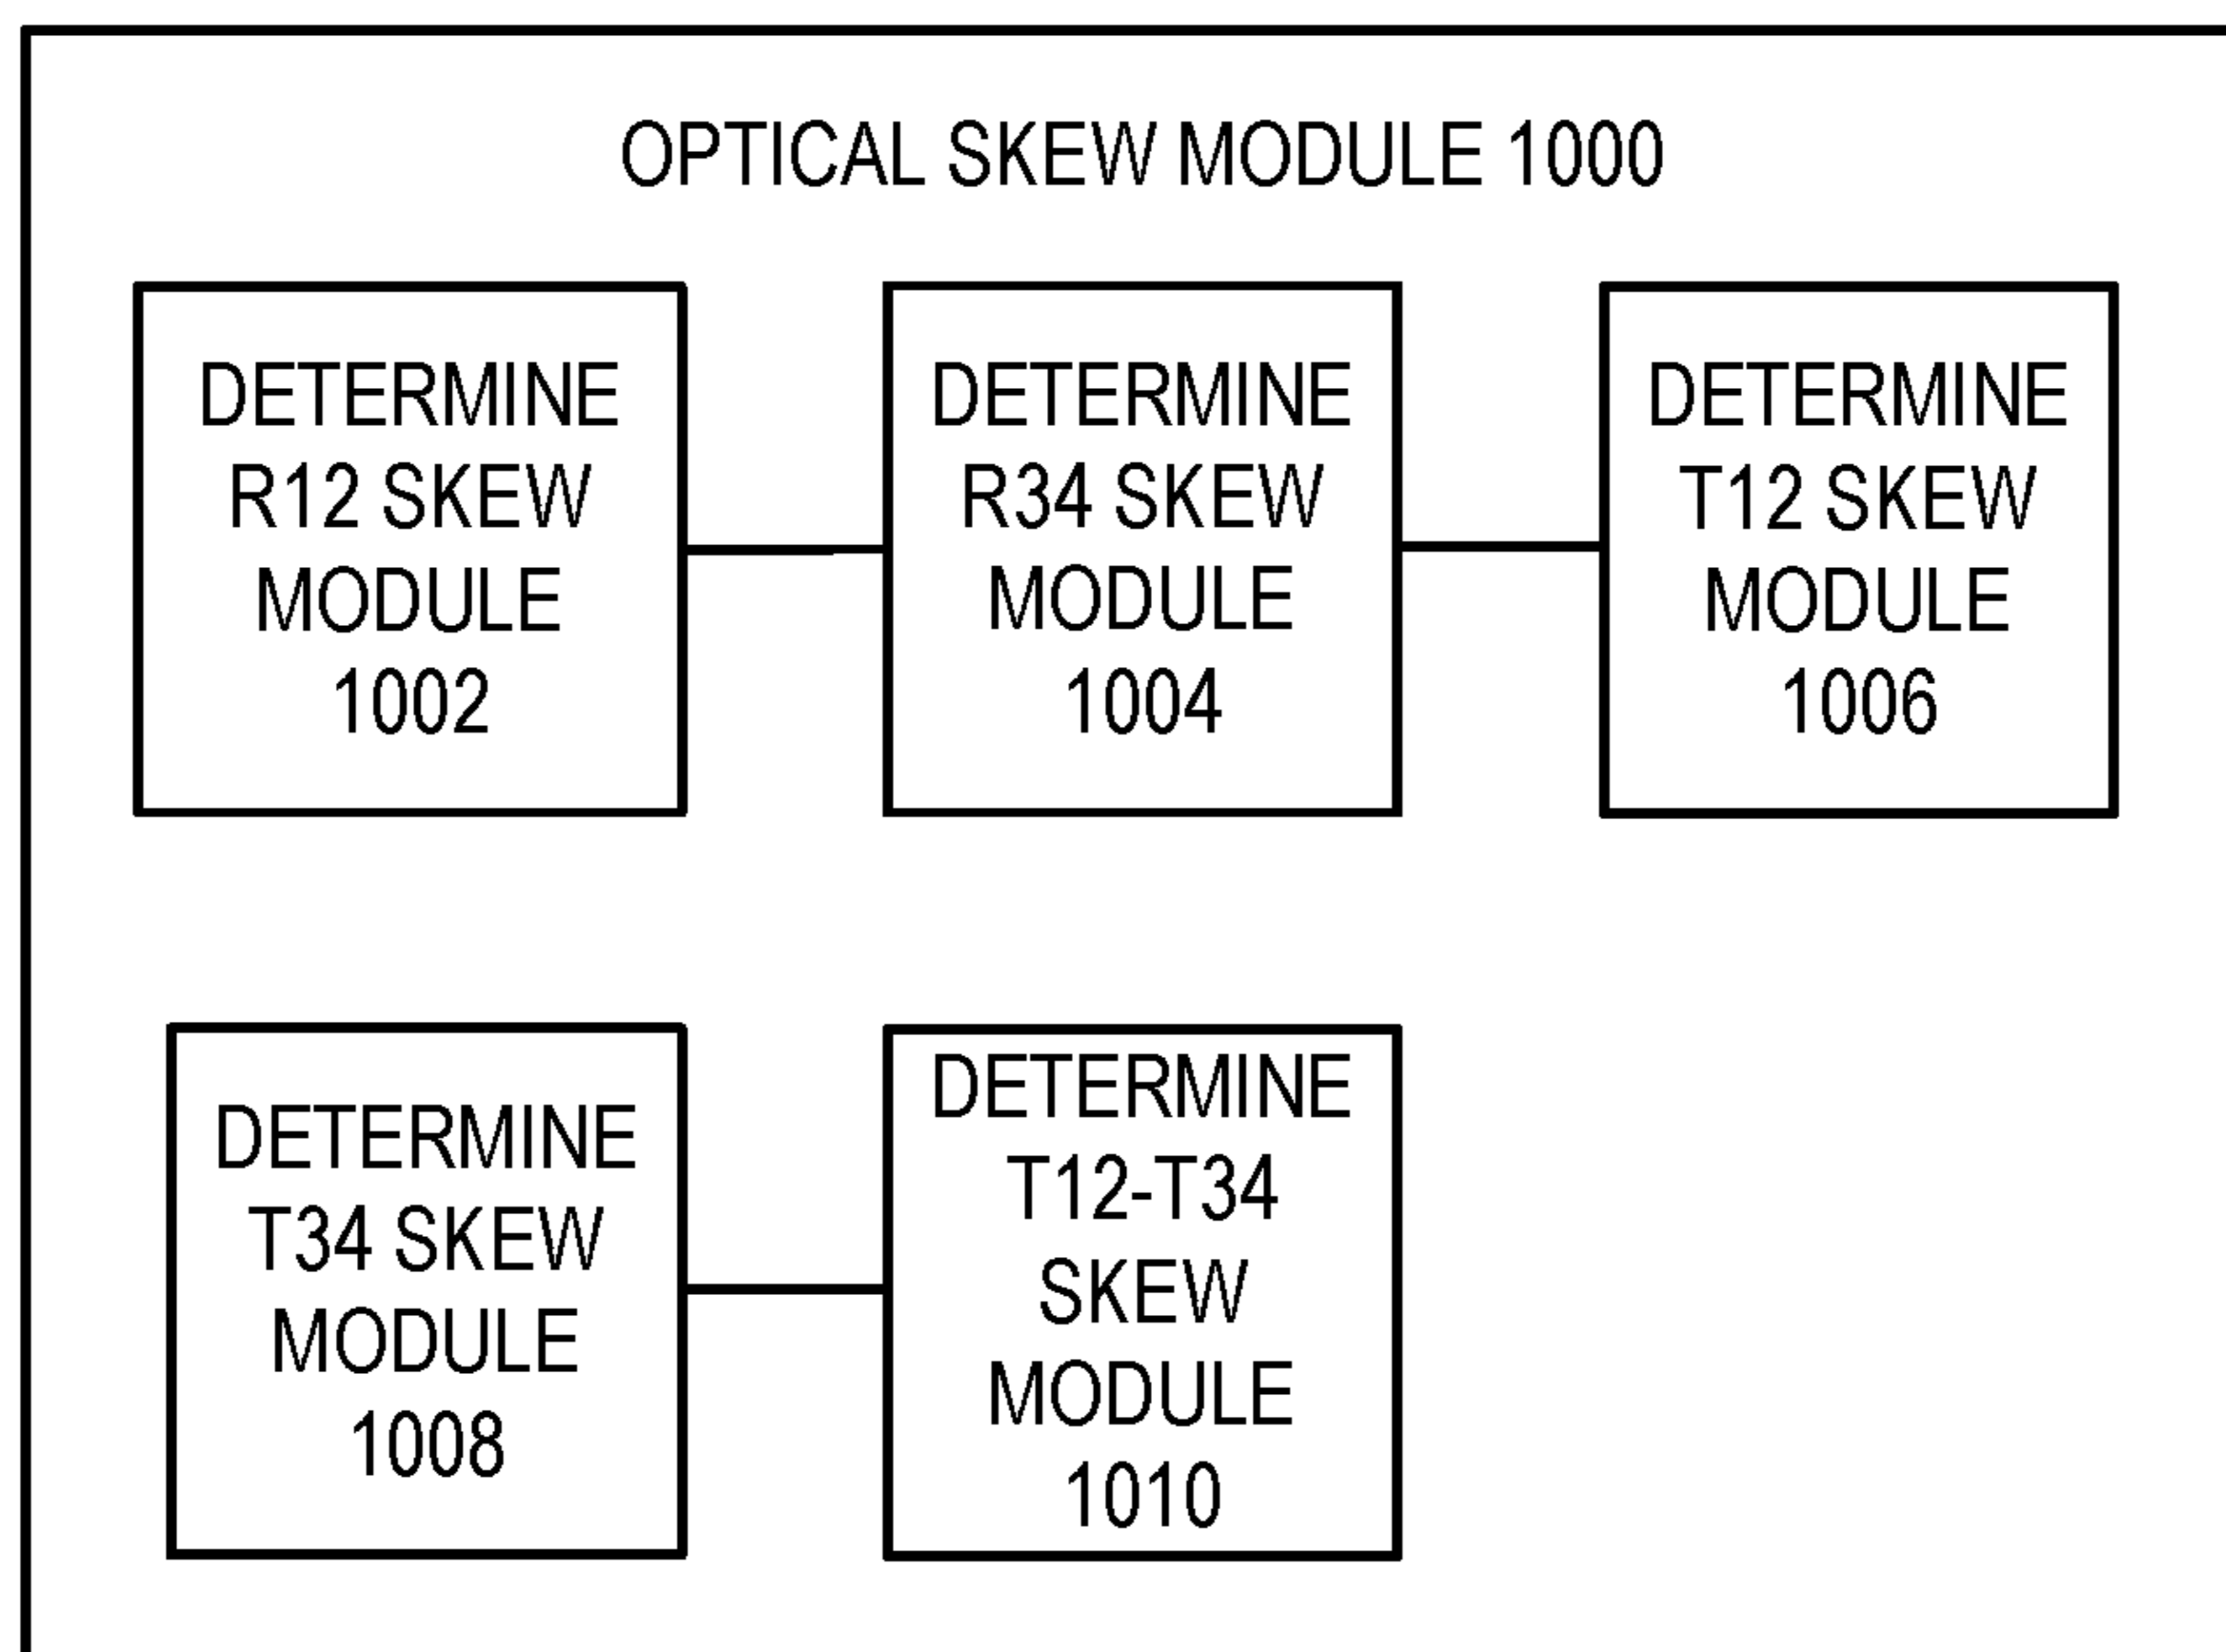 OPTICAL SKEW MODULE 1000
DETERMINE
R12 SKEW
MODULE
1002
DETERMINE
R34 SKEW
MODULE
1004
DETERMINE
T12 SKEW
MODULE
1006
DETERMINE
T34 SKEW
MODULE
1008
DETERMINE
T12-T34
SKEW
MODULE
1010